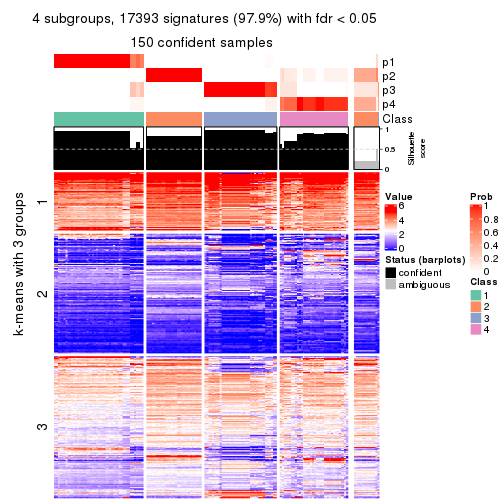 4 subgroups, 17393 signatures (97.9%) with fdr < 0.05
150 confident samples
p1
p2
p3
p4
Class
1
0.5
0
Silhouette
score
k-means with 3 groups
1
2
3
Value
6
4
2
0
Status (barplots)
confident
ambiguous
Prob
1
0.8
0.6
0.4
0.2
0
Class
1
2
3
4